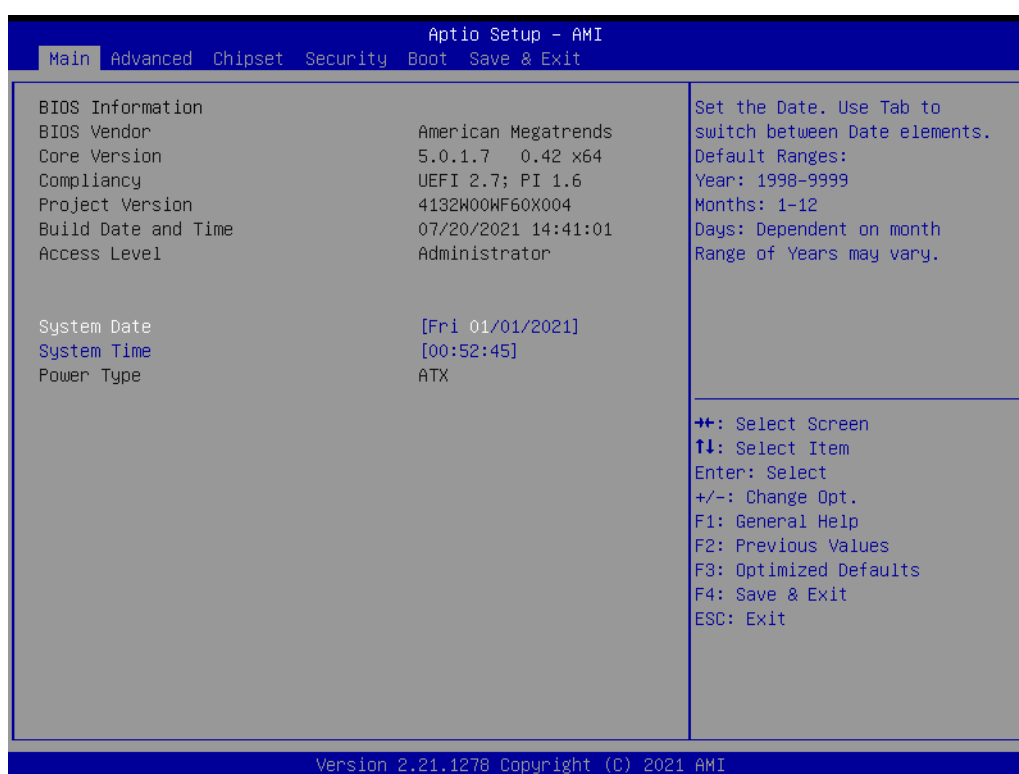 Aptio Setup – AMI
Main Advanced Chipset Security Boot Save & Exit
BIOS Information
BIOS Vendor American Megatrends
Core Version 5.0.1.7 0.42 x64
Compliancy UEFI 2.7; PI 1.6
Project Version 4132W00WF60X004
Build Date and Time 07/20/2021 14:41:01
Access Level Administrator
System Date [Fri 01/01/2021]
System Time [00:52:45]
Power Type ATX
Set the Date. Use Tab to
switch between Date elements.
Default Ranges:
Year: 1998-9999
Months: 1-12
Days: Dependent on month
Range of Years may vary.
→←: Select Screen
↑↓: Select Item
Enter: Select
+/-: Change Opt.
F1: General Help
F2: Previous Values
F3: Optimized Defaults
F4: Save & Exit
ESC: Exit
Version 2.21.1278 Copyright (C) 2021 AMI